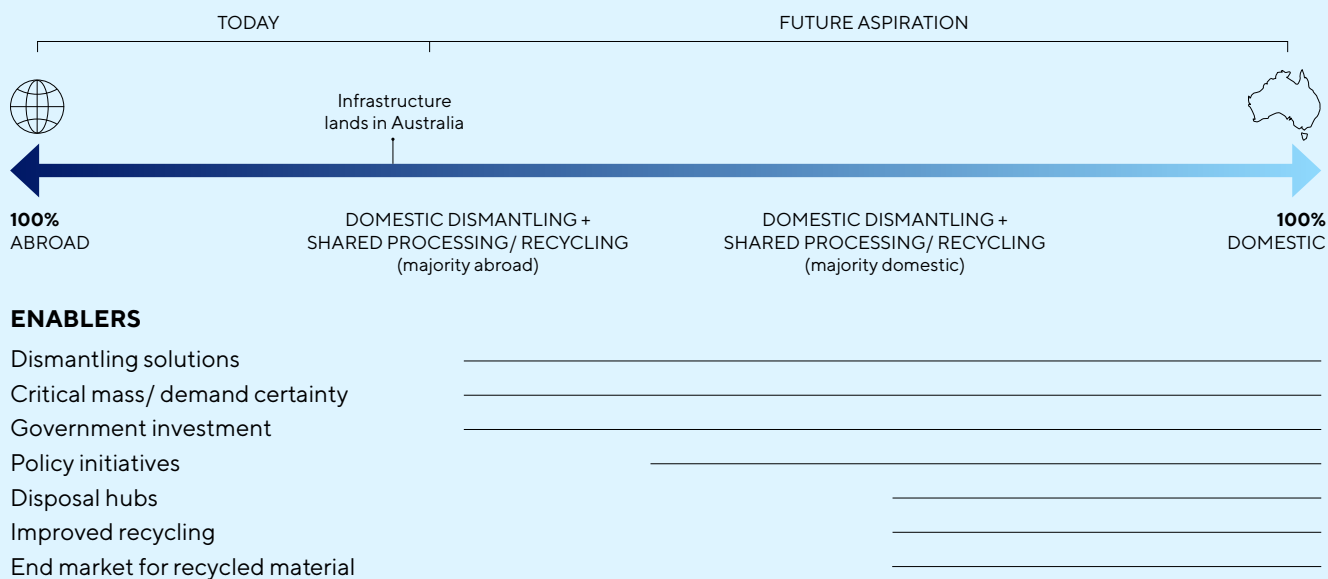 TODAY
FUTURE ASPIRATION
Infrastructure
lands in Australia
100%
ABROAD
DOMESTIC DISMANTLING +
SHARED PROCESSING/ RECYCLING
(majority abroad)
DOMESTIC DISMANTLING +
SHARED PROCESSING/ RECYCLING
(majority domestic)
100%
DOMESTIC
ENABLERS
Dismantling solutions
Critical mass/ demand certainty
Government investment
Policy initiatives
Disposal hubs
Improved recycling
End market for recycled material